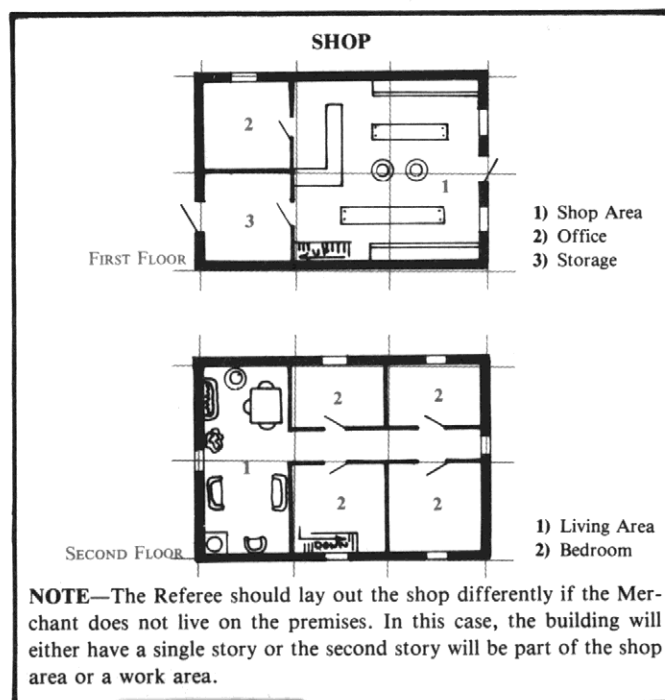 SHOP
2
3
1
1) Shop Area
2) Office
3) Storage
FIRST FLOOR
up
2
2
1
2
2
Down
1) Living Area
2) Bedroom
SECOND FLOOR
NOTE—The Referee should lay out the shop differently if the Mer-
chant does not live on the premises. In this case, the building will
either have a single story or the second story will be part of the shop
area or a work area.